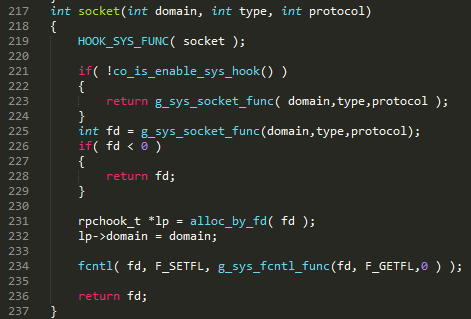 217 int socket(int domain, int type, int protocol)
218 {
219     HOOK_SYS_FUNC( socket );
220
221     if( !co_is_enable_sys_hook() )
222     {
223         return g_sys_socket_func( domain,type,protocol );
224     }
225     int fd = g_sys_socket_func(domain,type,protocol);
226     if( fd < 0 )
227     {
228         return fd;
229     }
230
231     rpchook_t *lp = alloc_by_fd( fd );
232     lp->domain = domain;
233
234     fcntl( fd, F_SETFL, g_sys_fcntl_func(fd, F_GETFL,0 ) );
235
236     return fd;
237 }